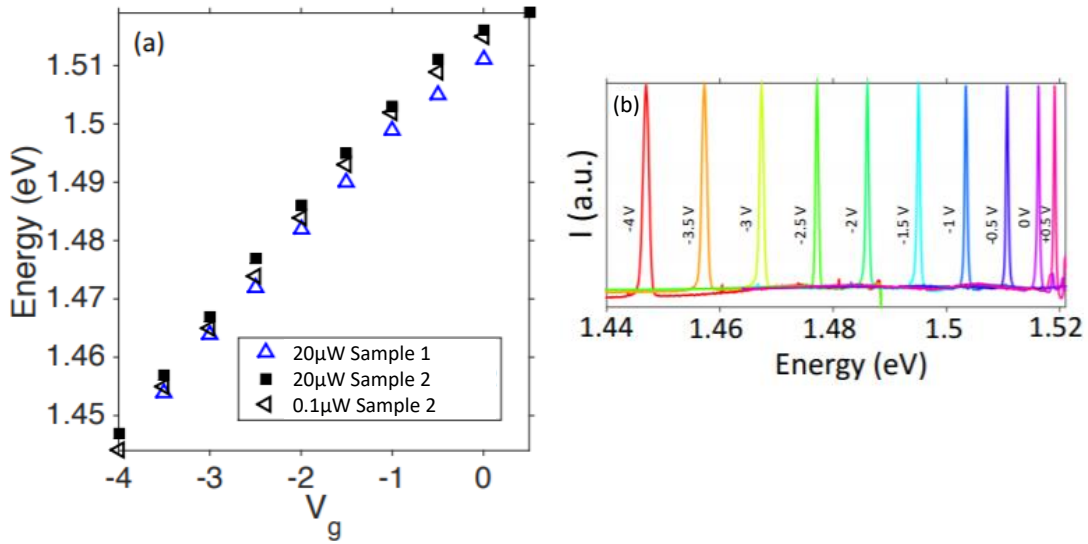 (a)
1.51
1.5
1.49
1.48
1.47
1.46
1.45
Energy (eV)
20μW Sample 1
20μW Sample 2
0.1μW Sample 2
-4 -3 -2 -1 0
Vg
(b)
I (a.u.)
-4 V
-3.5 V
-3 V
-2.5 V
-2 V
-1.5 V
-1 V
-0.5 V
0 V
+0.5 V
1.44 1.46 1.48 1.5 1.52
Energy (eV)